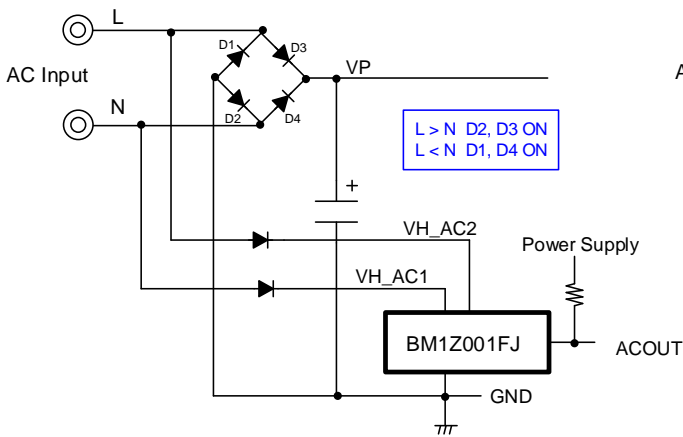 L
D1
D3
VP
A
AC Input
N
D2
D4
L > N D2, D3 ON
L < N D1, D4 ON
+
VH_AC2
Power Supply
VH_AC1
BM1Z001FJ
ACOUT
GND